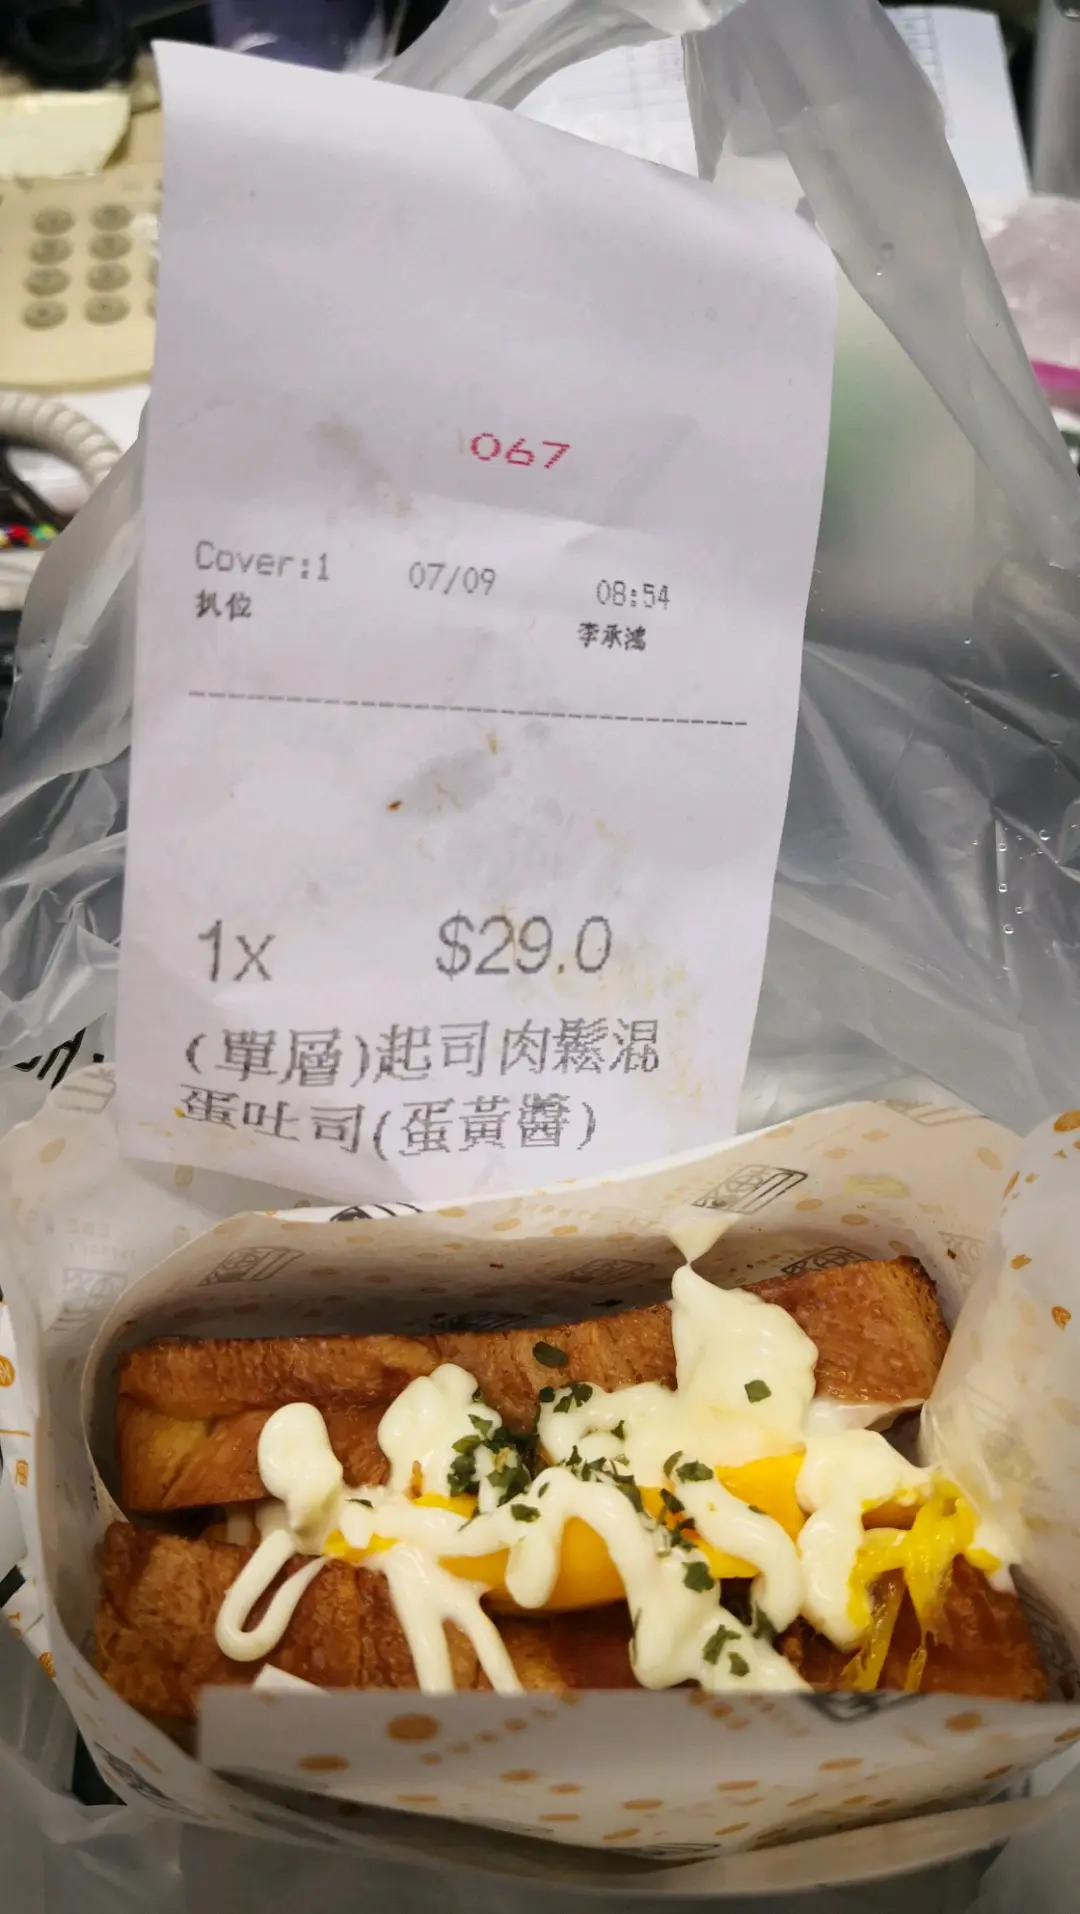 067
Cover:1 07/09 08:54
扒位 李承鴻
1x $29.0
(單層)起司肉鬆混
蛋吐司(蛋黃醬)